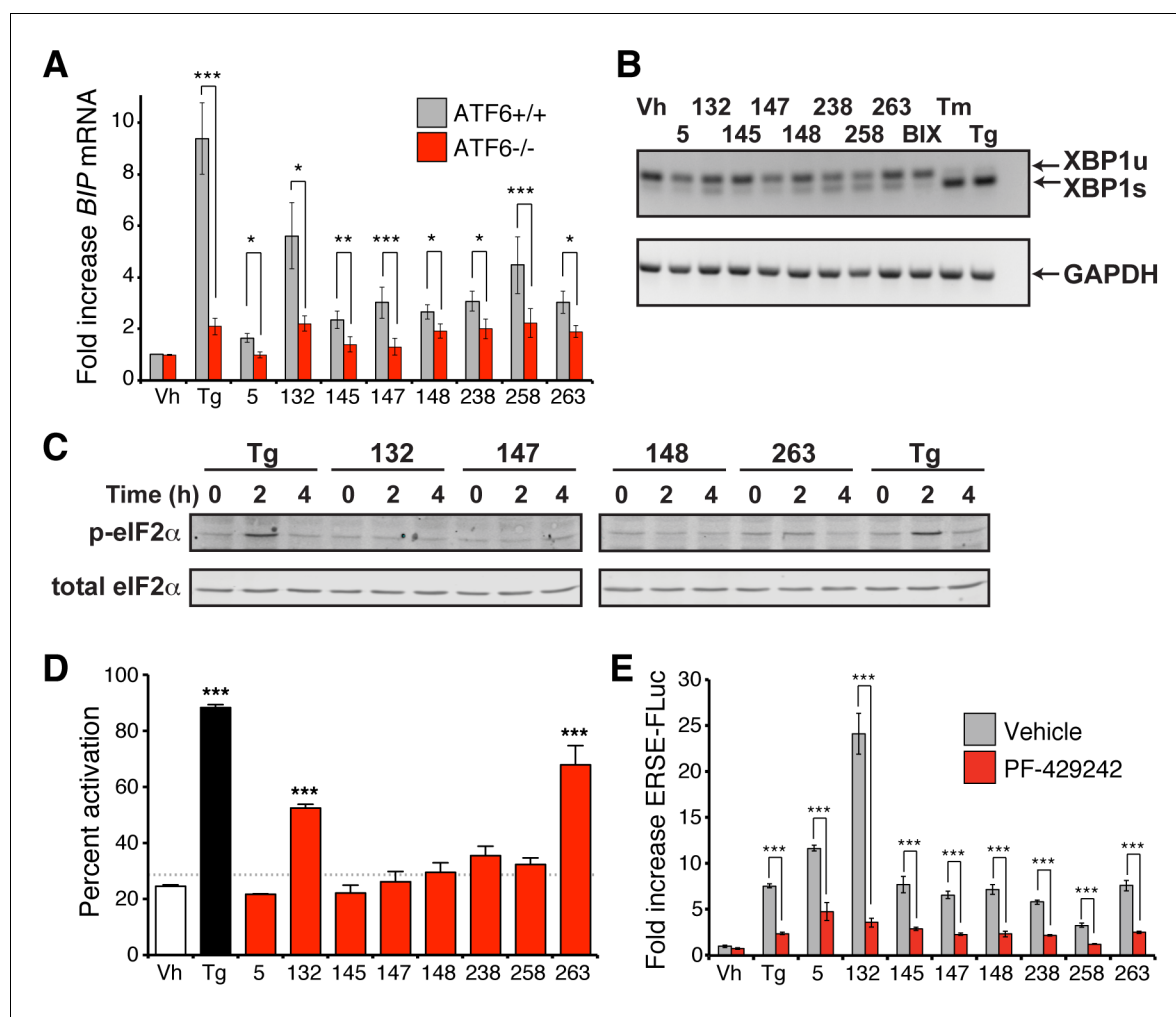 A
Fold increase BIP mRNA
10
8
6
4
2
0
***
*
*
**
***
*
*
***
*
ATF6+/+
ATF6-/-
Vh Tg 5 132 145 147 148 238 258 263
B
132 147 238 263 Tm
Vh 5 145 148 258 BIX Tg
XBP1u
XBP1s
GAPDH
C
Tg 132 147 148 263 Tg
Time (h) 0 2 4 0 2 4 0 2 4 0 2 4 0 2 4 0 2 4
p-eIF2α
total eIF2α
D
Percent activation
100
80
60
40
20
0
***
***
***
Vh Tg 5 132 145 147 148 238 258 263
E
Fold increase ERSE-FLuc
30
25
20
15
10
5
0
***
***
***
***
***
***
***
***
***
Vehicle
PF-429242
Vh Tg 5 132 145 147 148 238 258 263